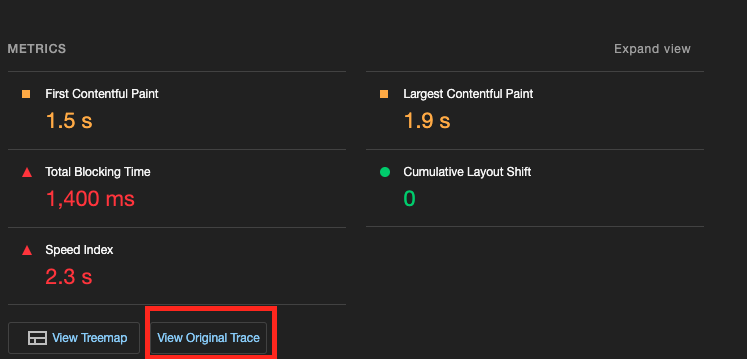 METRICS
Expand view
First Contentful Paint
1.5 s
Largest Contentful Paint
1.9 s
Total Blocking Time
1,400 ms
Cumulative Layout Shift
0
Speed Index
2.3 s
View Treemap
View Original Trace